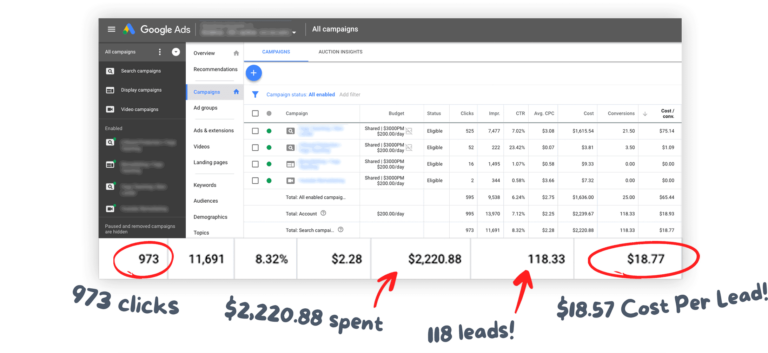 Google Ads
All campaigns
All campaigns
Search campaigns
Display campaigns
Video campaigns
Enabled
Paused and removed campaigns
are hidden
Overview
Recommendations
Campaigns
Ad groups
Ads & extensions
Videos
Landing pages
Keywords
Audiences
Demographics
Topics
CAMPAIGNS AUCTION INSIGHTS
Campaign status: All enabled Add filter
Campaign Budget Status Clicks Impr. CTR Avg. CPC Cost Conversions Cost / conv.
Shared | $3000PM $200.00/day Eligible 525 7,477 7.02% $3.08 $1,615.54 21.50 $75.14
Shared | $3000PM $200.00/day Eligible 52 222 23.42% $0.07 $3.81 3.50 $1.09
Shared | $3000PM $200.00/day Eligible 16 1,495 1.07% $0.58 $9.33 0.00 $0.00
Shared | $3000PM $200.00/day Eligible 2 344 0.58% $3.66 $7.32 0.00 $0.00
Total: All enabled campaig... 595 9,538 6.24% $2.75 $1,636.00 25.00 $65.44
Total: Account $200.00/day 995 13,970 7.12% $2.25 $2,239.67 118.33 $18.93
Total: Search campai... 973 11,691 8.32% $2.28 $2,220.88 118.33 $18.77
973 11,691 8.32% $2.28 $2,220.88 118.33 $18.77
973 clicks
$2,220.88 spent
118 leads!
$18.57 Cost Per Lead!